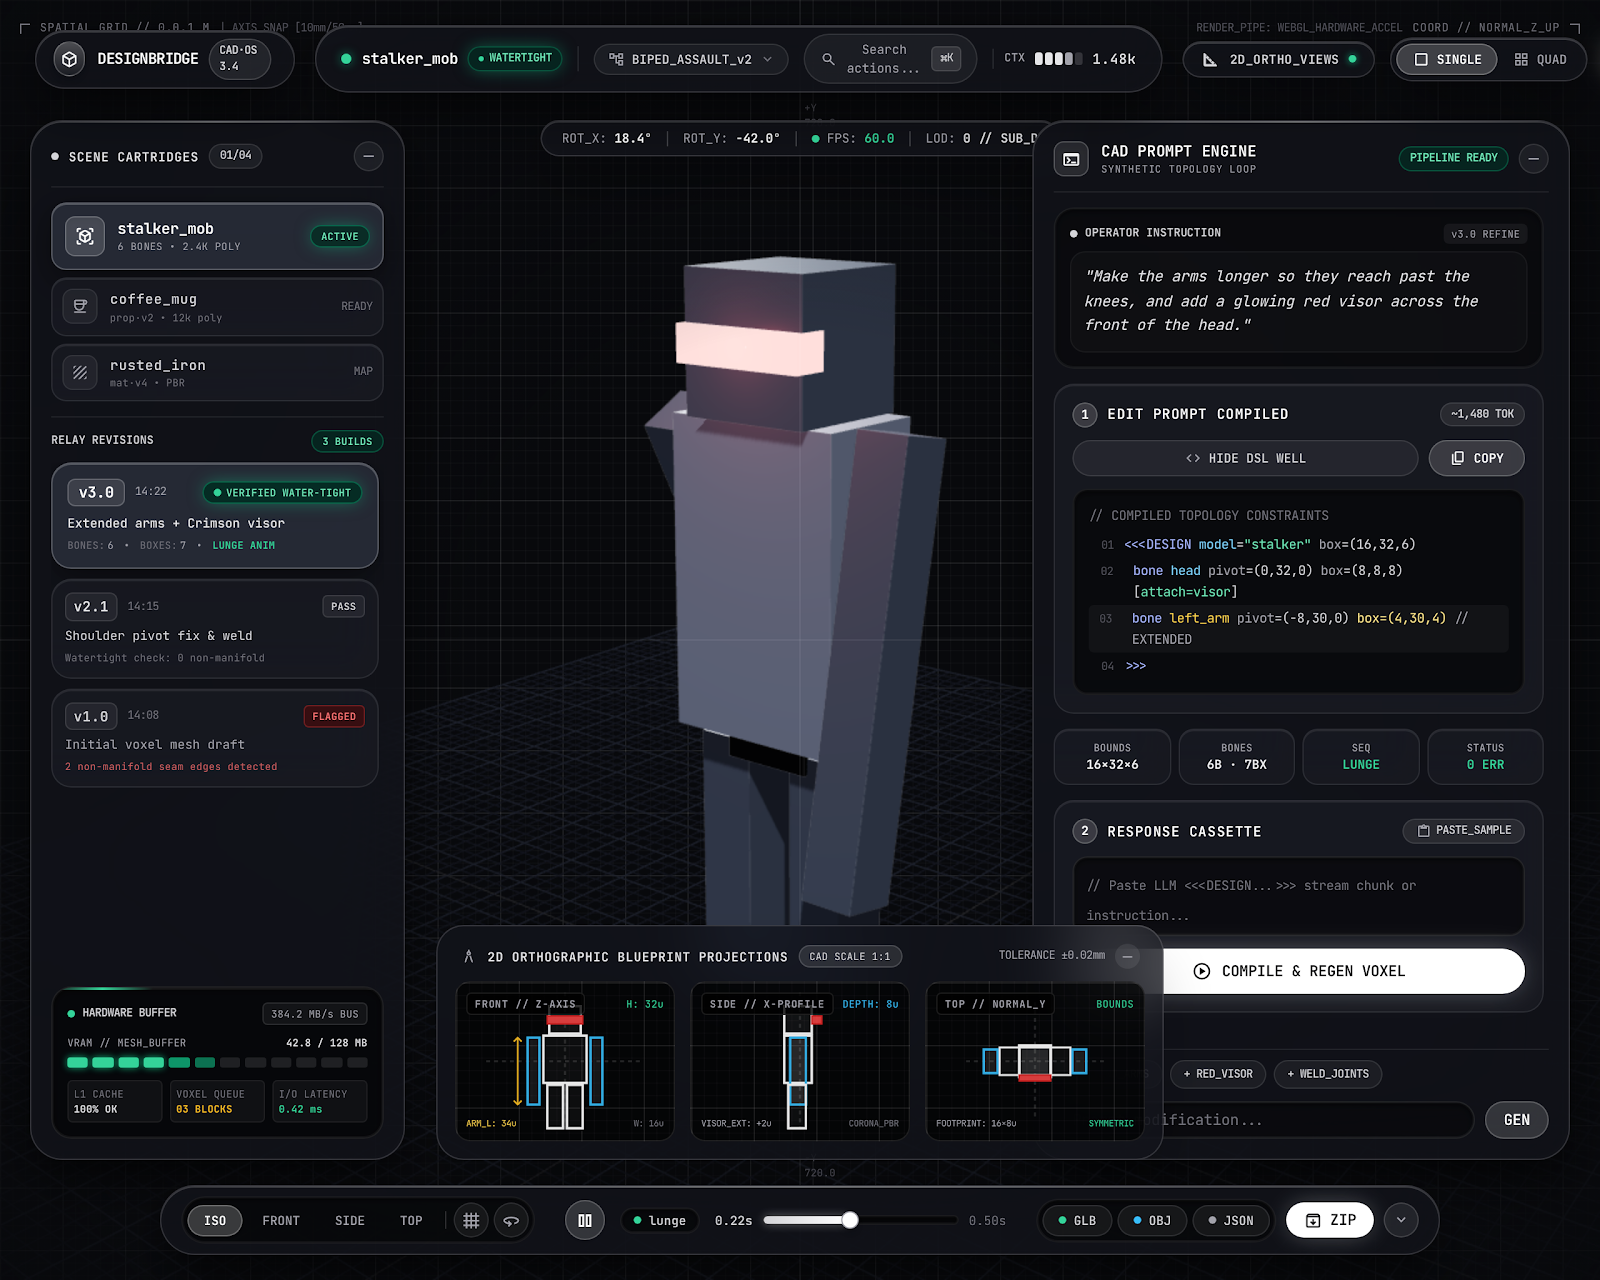 SPATIAL GRID // 0.0.1 M | AXIS SNAP
RENDER_PIPE: WEBGL_HARDWARE_ACCEL COORD // NORMAL_Z_UP
DESIGNBRIDGE
CAD·OS
3.4
stalker_mob
WATERTIGHT
BIPED_ASSAULT_v2
Search
actions...
⌘K
CTX
1.48k
2D_ORTHO_VIEWS
SINGLE
QUAD
+Y
ROT_X: 18.4° | ROT_Y: -42.0° | FPS: 60.0 | LOD: 0 // SUB_D
SCENE CARTRIDGES 01/04
stalker_mob
6 BONES • 2.4K POLY
ACTIVE
coffee_mug
prop·v2 • 12k poly
READY
rusted_iron
mat·v4 • PBR
MAP
RELAY REVISIONS
3 BUILDS
v3.0 14:22 VERIFIED WATER-TIGHT
Extended arms + Crimson visor
BONES: 6 • BOXES: 7 • LUNGE ANIM
v2.1 14:15 PASS
Shoulder pivot fix & weld
Watertight check: 0 non-manifold
v1.0 14:08 FLAGGED
Initial voxel mesh draft
2 non-manifold seam edges detected
HARDWARE BUFFER
384.2 MB/s BUS
VRAM // MESH_BUFFER 42.8 / 128 MB
L1 CACHE
100% OK
VOXEL QUEUE
03 BLOCKS
I/O LATENCY
0.42 ms
CAD PROMPT ENGINE
SYNTHETIC TOPOLOGY LOOP
PIPELINE READY
OPERATOR INSTRUCTION
v3.0 REFINE
"Make the arms longer so they reach past the
knees, and add a glowing red visor across the
front of the head."
1 EDIT PROMPT COMPILED
~1,480 TOK
<> HIDE DSL WELL
COPY
// COMPILED TOPOLOGY CONSTRAINTS
01 <<<DESIGN model="stalker" box=(16,32,6)
02 bone head pivot=(0,32,0) box=(8,8,8)
[attach=visor]
03 bone left_arm pivot=(-8,30,0) box=(4,30,4) //
EXTENDED
04 >>>
BOUNDS
16×32×6
BONES
6B · 7BX
SEQ
LUNGE
STATUS
0 ERR
2 RESPONSE CASSETTE
PASTE_SAMPLE
// Paste LLM <<<DESIGN...>>> stream chunk or
instruction...
COMPILE & REGEN VOXEL
+ RED_VISOR
+ WELD_JOINTS
dification...
GEN
2D ORTHOGRAPHIC BLUEPRINT PROJECTIONS
CAD SCALE 1:1
TOLERANCE ±0.02mm
FRONT // Z-AXIS
H: 32u
ARM_L: 34u
W: 16u
SIDE // X-PROFILE
DEPTH: 8u
VISOR_EXT: +2u
CORONA_PBR
TOP // NORMAL_Y
BOUNDS
FOOTPRINT: 16×8u
SYMMETRIC
720.0
ISO
FRONT
SIDE
TOP
lunge
0.22s
0.50s
GLB
OBJ
JSON
ZIP